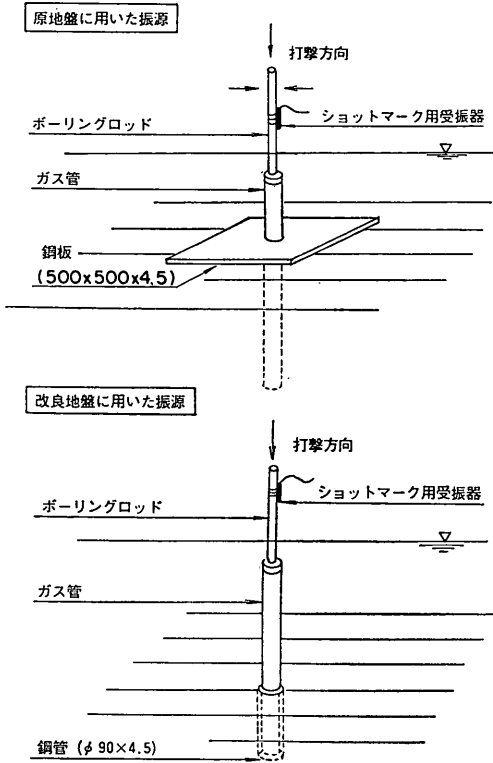 原地盤に用いた振源
打撃方向
ショットマーク用受振器
ボーリングロッド
ガス管
鋼板
(500x500x4.5)
改良地盤に用いた振源
打撃方向
ショットマーク用受振器
ボーリングロッド
ガス管
鋼管 (φ90×4.5)